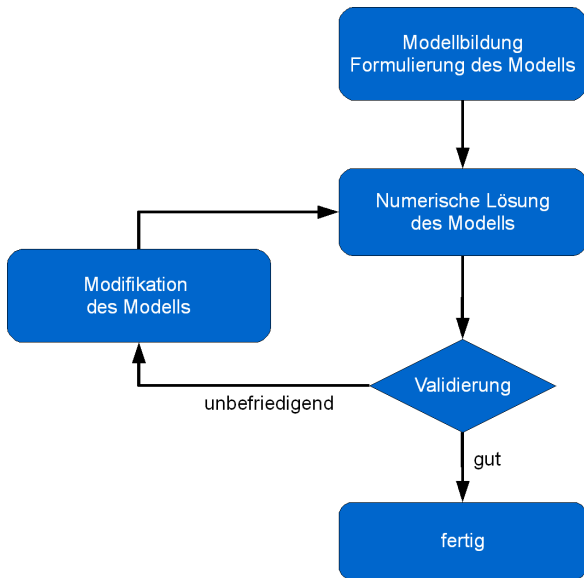 Modellbildung
Formulierung des Modells
Numerische Lösung
des Modells
Modifikation
des Modells
Validierung
unbefriedigend
gut
fertig